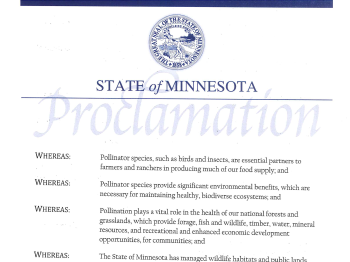 THE GREAT SEAL OF THE STATE OF MINNESOTA
1858
STATE of MINNESOTA
Proclamation
WHEREAS: Pollinator species, such as birds and insects, are essential partners to
farmers and ranchers in producing much of our food supply; and
WHEREAS: Pollinator species provide significant environmental benefits, which are
necessary for maintaining healthy, biodiverse ecosystems; and
WHEREAS: Pollination plays a vital role in the health of our national forests and
grasslands, which provide forage, fish and wildlife, timber, water, mineral
resources, and recreational and enhanced economic development
opportunities, for communities; and
WHEREAS: The State of Minnesota has managed wildlife habitats and public lands